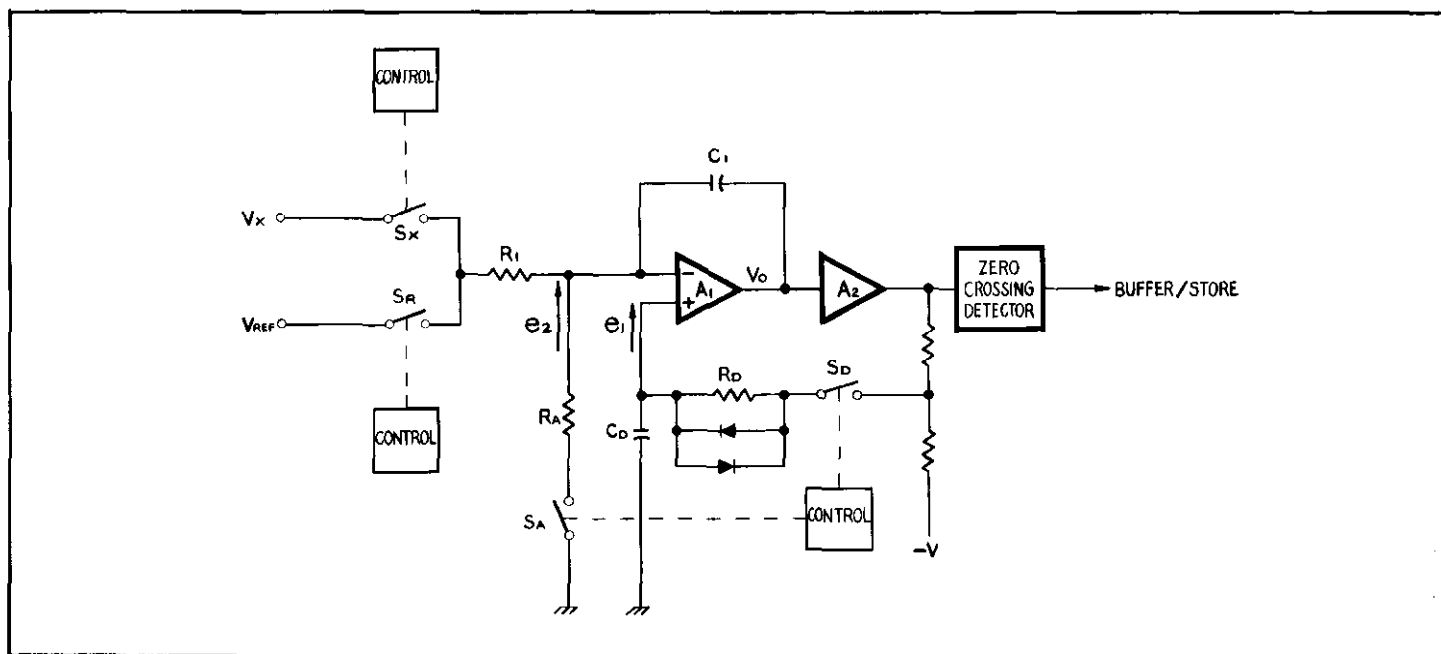 CONTROL
Vx
Sx
C1
R1
VREF
SR
e2
e1
A1
Vo
A2
ZERO
CROSSING
DETECTOR
BUFFER/STORE
RD
SD
RA
CD
CONTROL
SA
CONTROL
-V